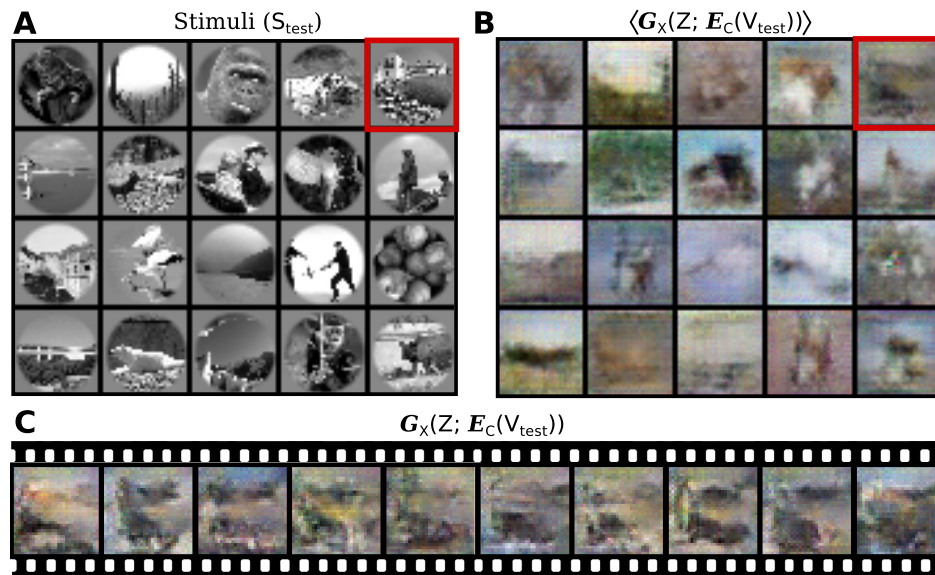 A Stimuli (S_test)
B ⟨G_X(Z; E_C(V_test))⟩
C G_X(Z; E_C(V_test))